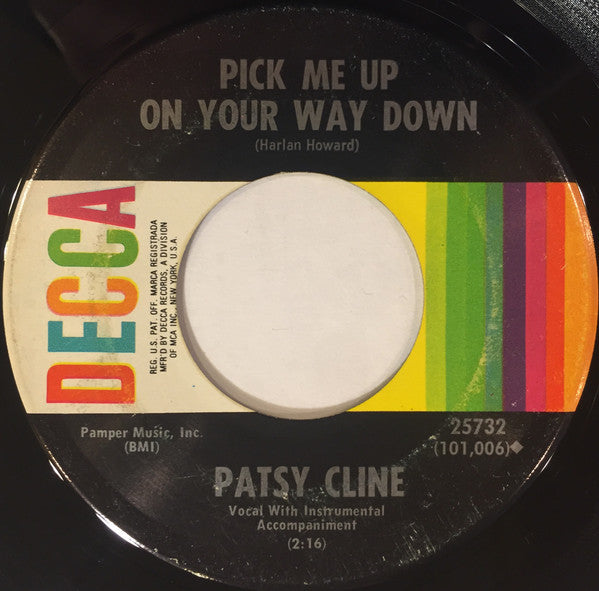 PICK ME UP
ON YOUR WAY DOWN
(Harlan Howard)
DECCA
REG. U.S. PAT. OFF. MARCA REGISTRADA
MFR'D BY DECCA RECORDS, A DIVISION
OF MCA INC., NEW YORK, U.S.A.
Pamper Music, Inc.
(BMI)
25732
(101,006)◆
PATSY CLINE
Vocal With Instrumental
Accompaniment
(2:16)